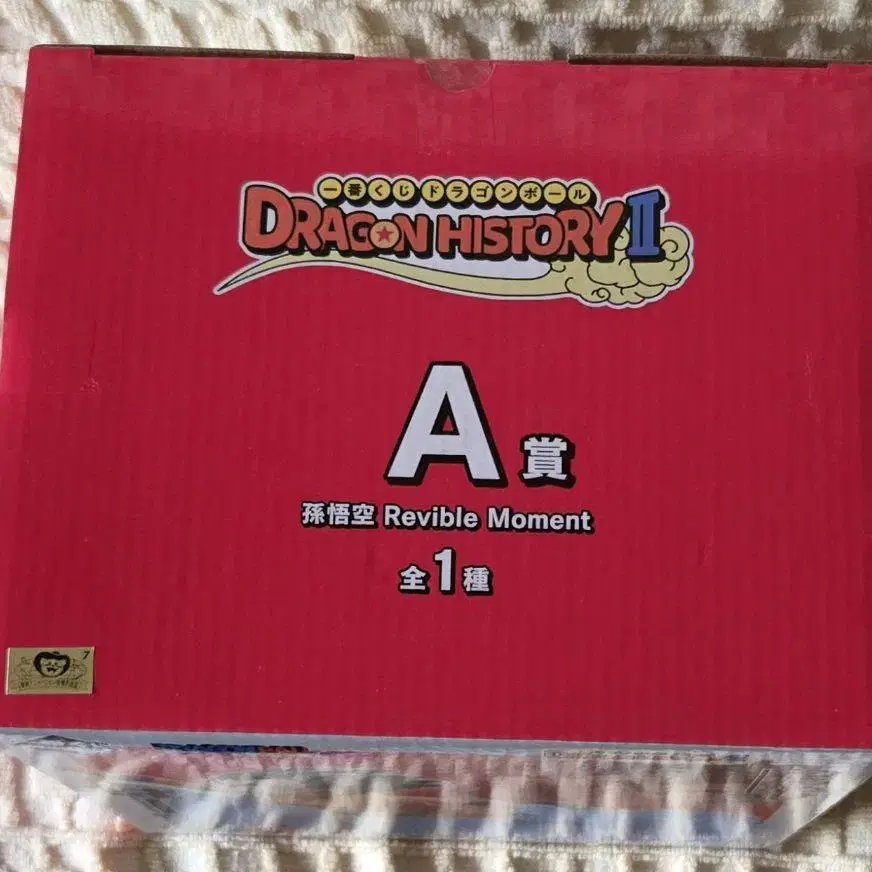 一番くじ ドラゴンボール
DRAGON HISTORY II
A賞
孫悟空 Revible Moment
全1種
7